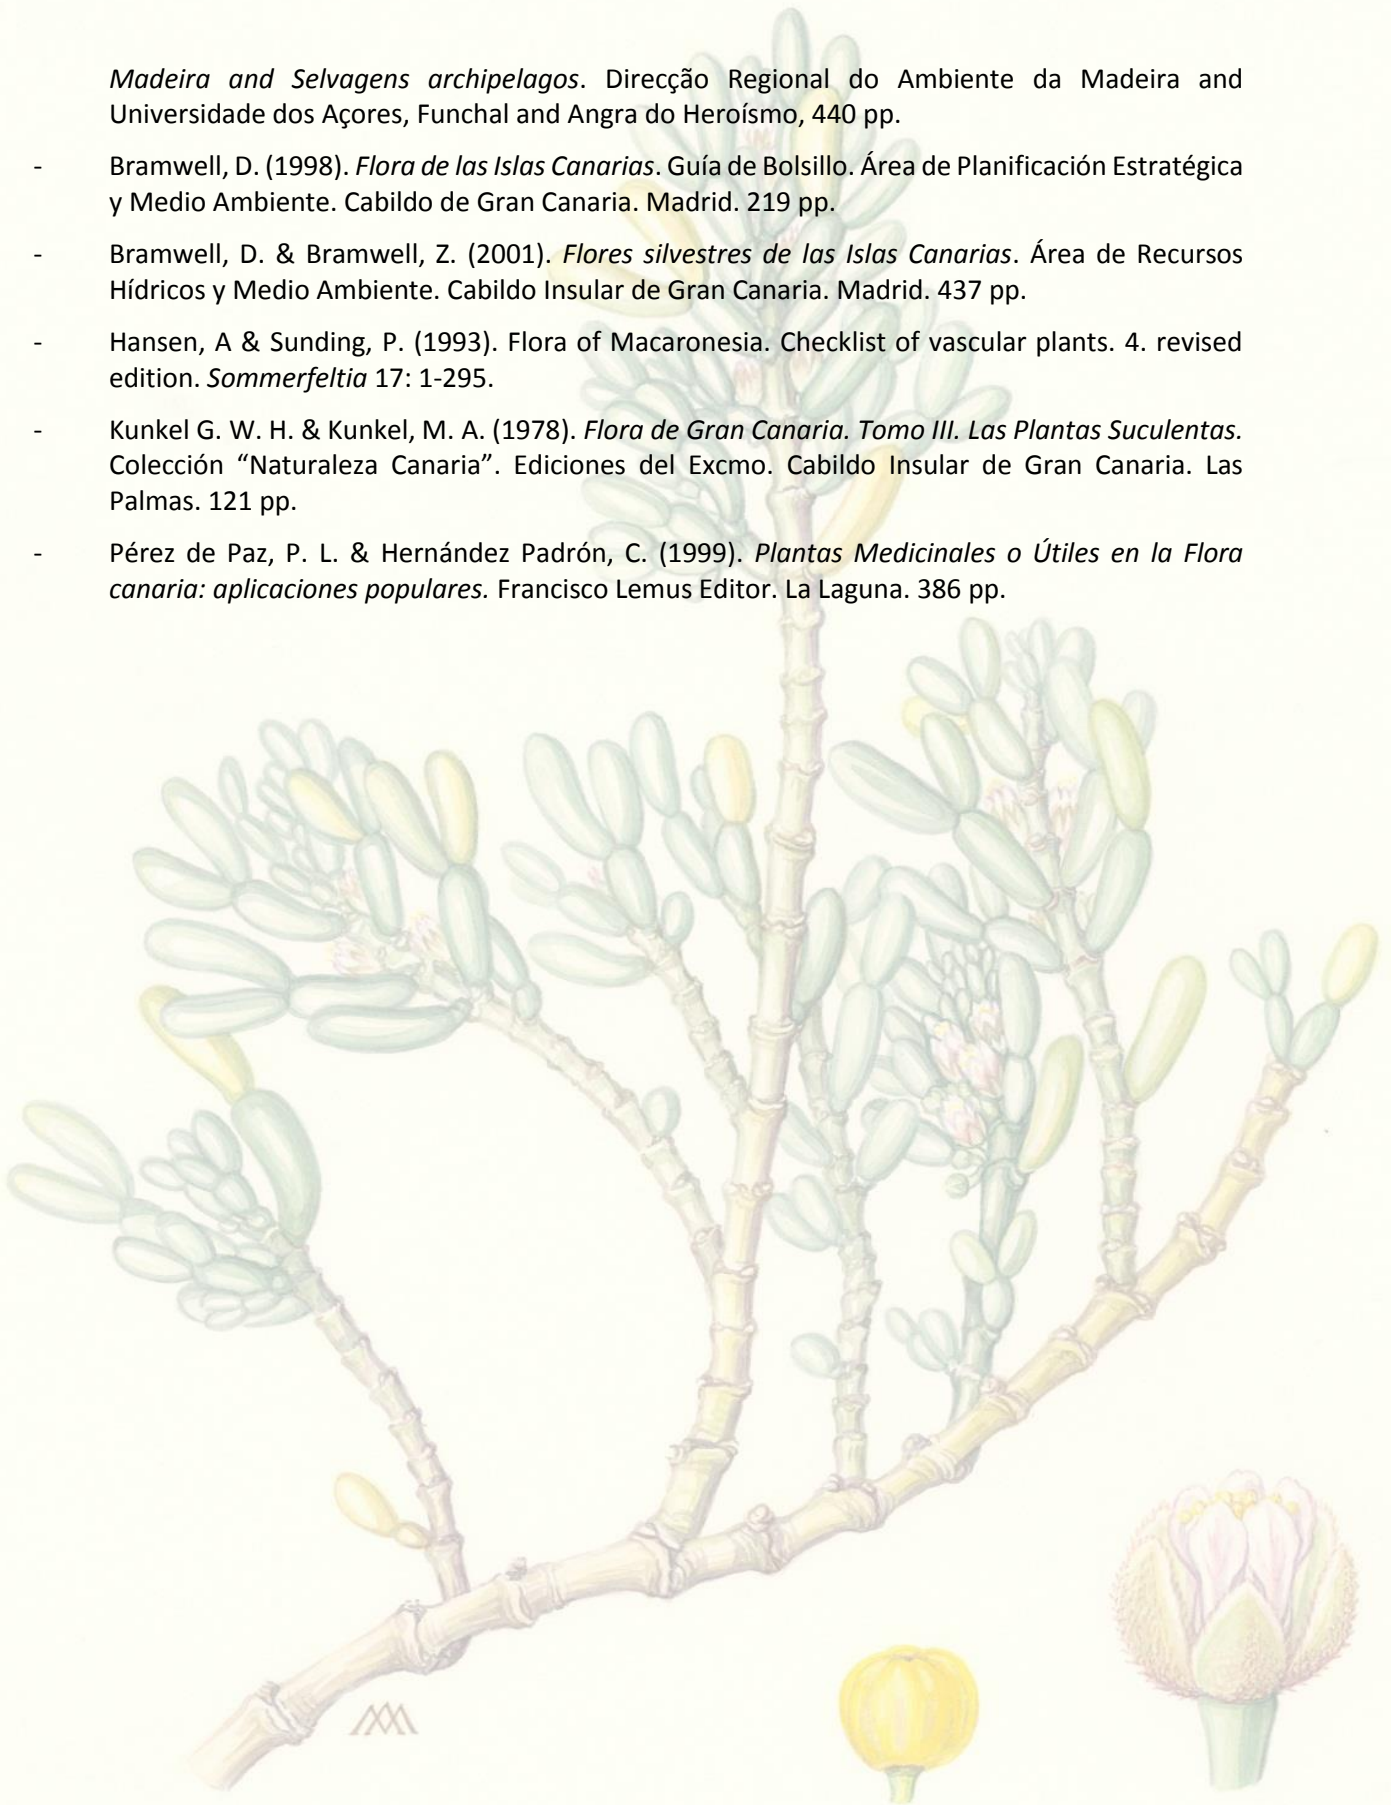 Madeira and Selvagens archipelagos. Direcção Regional do Ambiente da Madeira and
Universidade dos Açores, Funchal and Angra do Heroísmo, 440 pp.
- Bramwell, D. (1998). Flora de las Islas Canarias. Guía de Bolsillo. Área de Planificación Estratégica
y Medio Ambiente. Cabildo de Gran Canaria. Madrid. 219 pp.
- Bramwell, D. & Bramwell, Z. (2001). Flores silvestres de las Islas Canarias. Área de Recursos
Hídricos y Medio Ambiente. Cabildo Insular de Gran Canaria. Madrid. 437 pp.
- Hansen, A & Sunding, P. (1993). Flora of Macaronesia. Checklist of vascular plants. 4. revised
edition. Sommerfeltia 17: 1-295.
- Kunkel G. W. H. & Kunkel, M. A. (1978). Flora de Gran Canaria. Tomo III. Las Plantas Suculentas.
Colección “Naturaleza Canaria”. Ediciones del Excmo. Cabildo Insular de Gran Canaria. Las
Palmas. 121 pp.
- Pérez de Paz, P. L. & Hernández Padrón, C. (1999). Plantas Medicinales o Útiles en la Flora
canaria: aplicaciones populares. Francisco Lemus Editor. La Laguna. 386 pp.